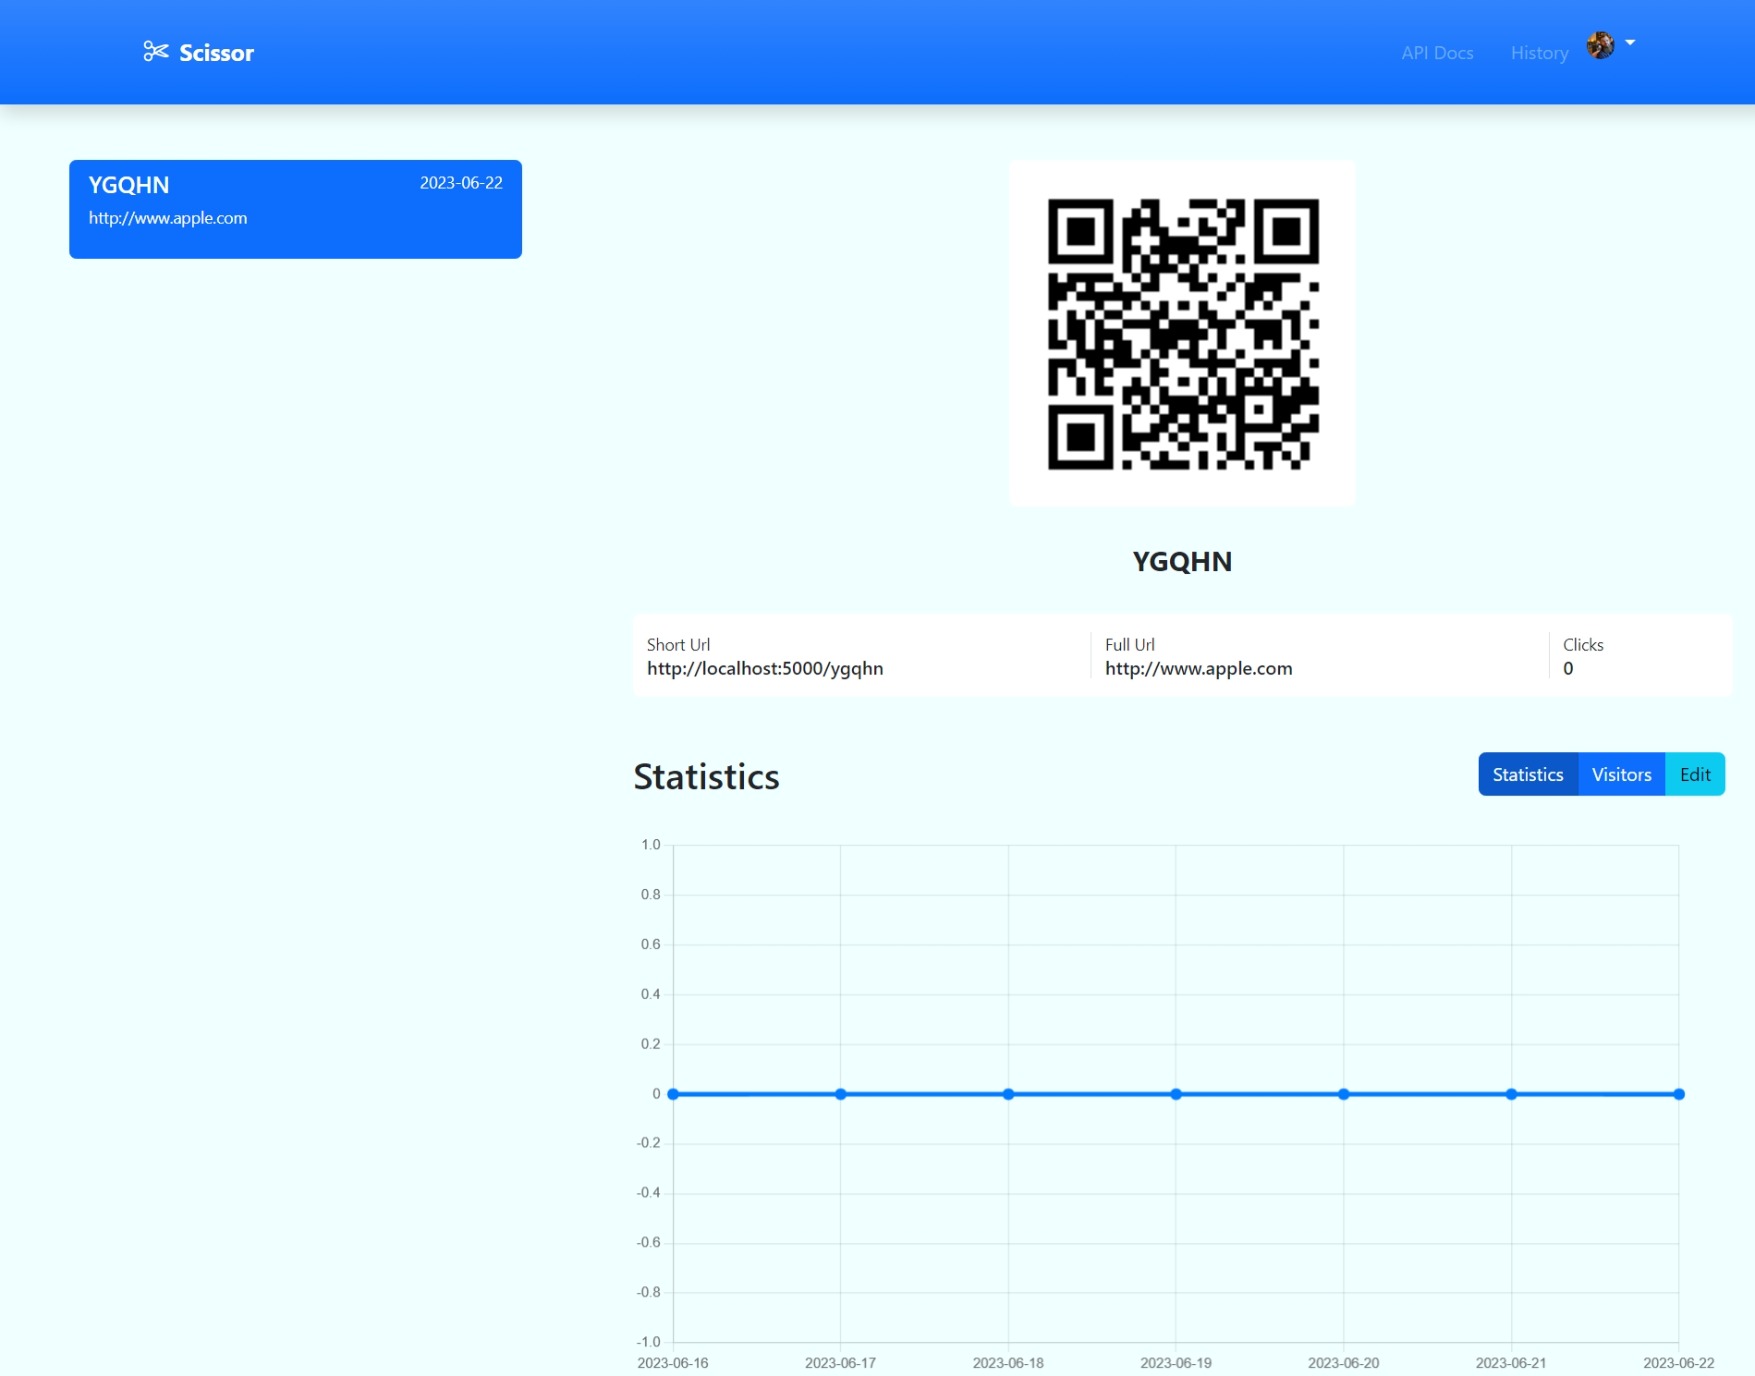 Scissor
API Docs
History
YGQHN
2023-06-22
http://www.apple.com
YGQHN
Short Url
http://localhost:5000/ygqhn
Full Url
http://www.apple.com
Clicks
0
Statistics
Statistics
Visitors
Edit
1.0
0.8
0.6
0.4
0.2
0
-0.2
-0.4
-0.6
-0.8
-1.0
2023-06-16
2023-06-17
2023-06-18
2023-06-19
2023-06-20
2023-06-21
2023-06-22